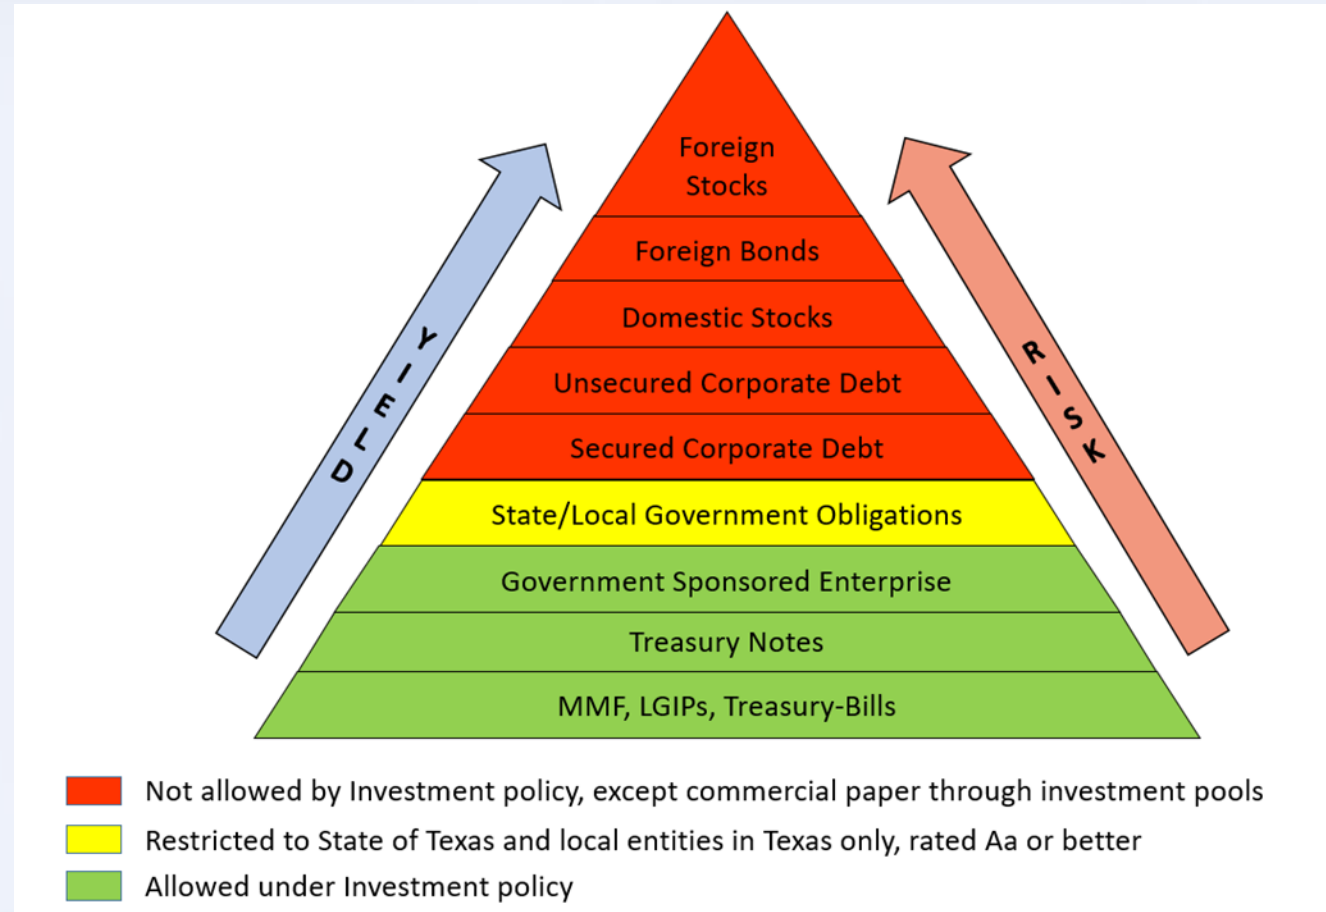 Foreign
Stocks
Foreign Bonds
Domestic Stocks
Unsecured Corporate Debt
Secured Corporate Debt
State/Local Government Obligations
Government Sponsored Enterprise
Treasury Notes
MMF, LGIPs, Treasury-Bills
YIELD
RISK
Not allowed by Investment policy, except commercial paper through investment pools
Restricted to State of Texas and local entities in Texas only, rated Aa or better
Allowed under Investment policy